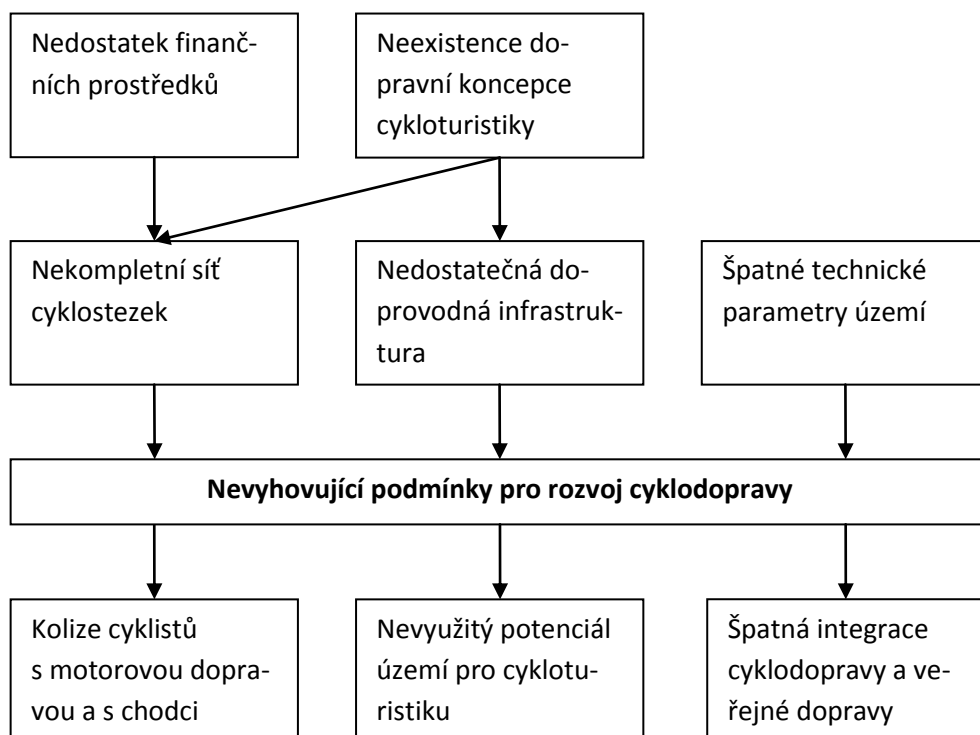 Nedostatek finanč-
ních prostředků
Neexistence do-
pravní koncepce
cykloturistiky
Nekompletní síť
cyklostezek
Nedostatečná do-
provodná infrastruk-
tura
Špatné technické
parametry území
Nevyhovující podmínky pro rozvoj cyklodopravy
Kolize cyklistů
s motorovou dopra-
vou a s chodci
Nevyužitý potenciál
území pro cyklotu-
ristiku
Špatná integrace
cyklodopravy a ve-
řejné dopravy